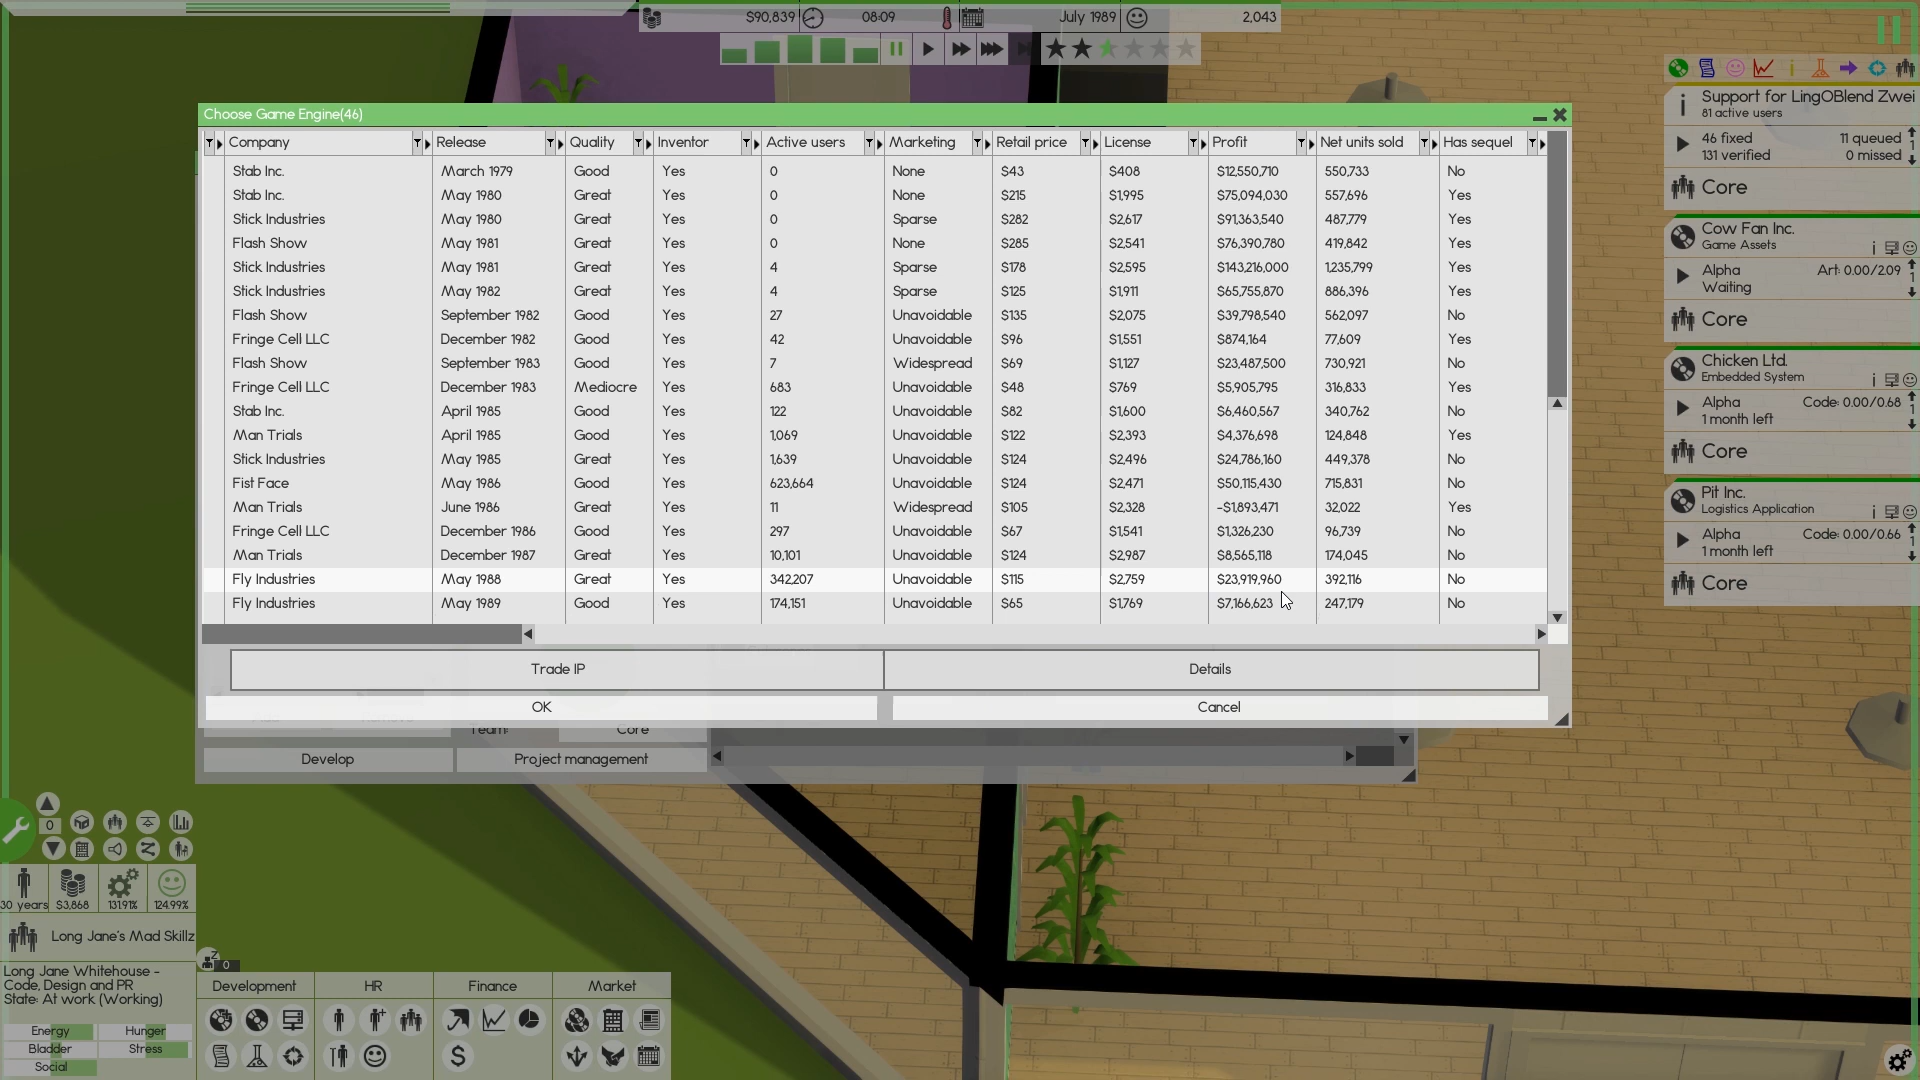 $90,839 08:09 July 1989 2,043
Choose Game Engine(46)
Company Release Quality Inventor Active users Marketing Retail price License Profit Net units sold Has sequel
Stab Inc. March 1979 Good Yes 0 None $43 $408 $12,550,710 550,733 No
Stab Inc. May 1980 Great Yes 0 None $215 $1,995 $75,094,030 557,696 Yes
Stick Industries May 1980 Great Yes 0 Sparse $282 $2,617 $91,363,540 487,779 Yes
Flash Show May 1981 Great Yes 0 None $285 $2,541 $76,390,780 419,842 Yes
Stick Industries May 1981 Great Yes 4 Sparse $178 $2,595 $143,216,000 1,235,799 Yes
Stick Industries May 1982 Great Yes 4 Sparse $125 $1,911 $65,755,870 886,396 Yes
Flash Show September 1982 Good Yes 27 Unavoidable $135 $2,075 $39,798,540 562,097 No
Fringe Cell LLC December 1982 Good Yes 42 Unavoidable $96 $1,551 $874,164 77,609 Yes
Flash Show September 1983 Good Yes 7 Widespread $69 $1,127 $23,487,500 730,921 No
Fringe Cell LLC December 1983 Mediocre Yes 683 Unavoidable $48 $769 $5,905,795 316,833 Yes
Stab Inc. April 1985 Good Yes 122 Unavoidable $82 $1,600 $6,460,567 340,762 No
Man Trials April 1985 Good Yes 1,069 Unavoidable $122 $2,393 $4,376,698 124,848 Yes
Stick Industries May 1985 Great Yes 1,639 Unavoidable $124 $2,496 $24,786,160 449,378 No
Fist Face May 1986 Good Yes 623,664 Unavoidable $124 $2,471 $50,115,430 715,831 No
Man Trials June 1986 Great Yes 11 Widespread $105 $2,328 -$1,893,471 32,022 Yes
Fringe Cell LLC December 1986 Good Yes 297 Unavoidable $67 $1,541 $1,326,230 96,739 No
Man Trials December 1987 Great Yes 10,101 Unavoidable $124 $2,987 $8,565,118 174,045 No
Fly Industries May 1988 Great Yes 342,207 Unavoidable $115 $2,759 $23,919,960 392,116 No
Fly Industries May 1989 Good Yes 174,151 Unavoidable $65 $1,769 $7,166,623 247,179 No
Trade IP Details
OK Cancel
Team: Core
Develop Project management
Support for LingOBlend Zwei
81 active users
46 fixed 11 queued
131 verified 0 missed
1
Core
Cow Fan Inc.
Game Assets
Alpha Art: 0.00/2.09
Waiting
1
Core
Chicken Ltd.
Embedded System
Alpha Code: 0.00/0.68
1 month left
1
Core
Pit Inc.
Logistics Application
Alpha Code: 0.00/0.66
1 month left
1
Core
0
30 years $3,868 131.91% 124.99%
Long Jane's Mad Skillz
Long Jane Whitehouse -
Code, Design and PR
State: At work (Working)
Energy Hunger
Bladder Stress
Social
Z
0
Development HR Finance Market